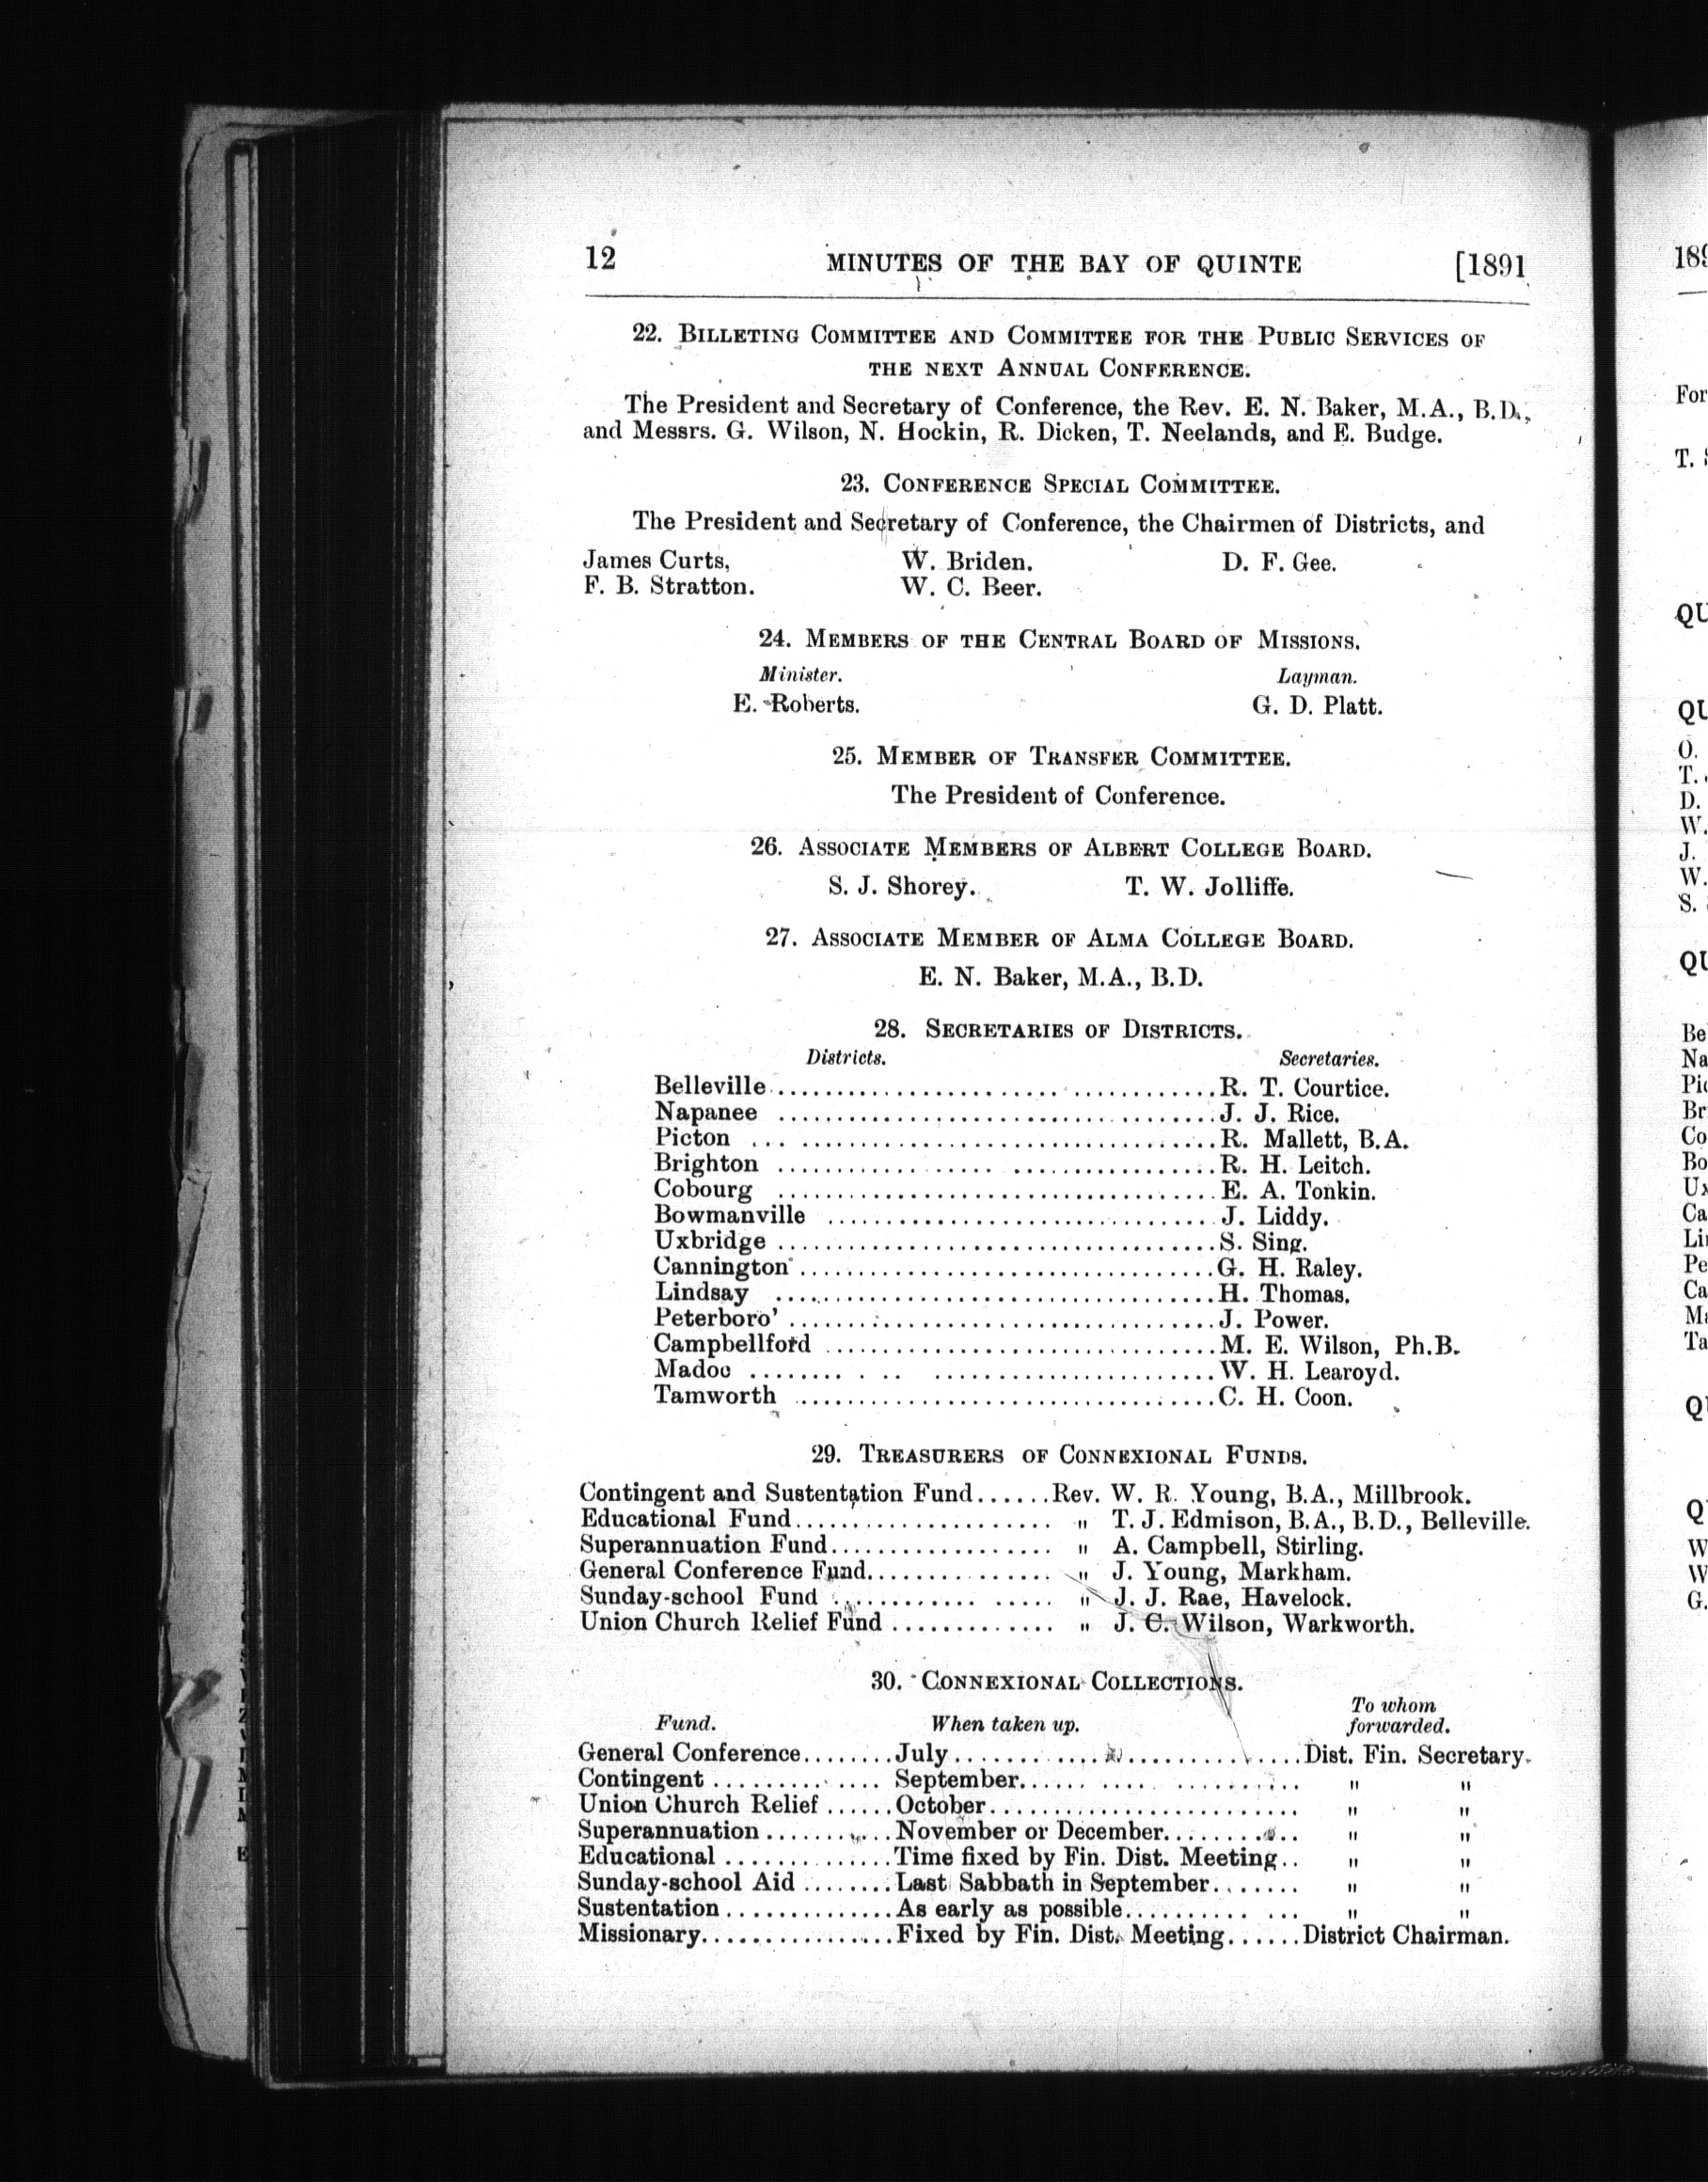 12 MINUTES OF THE BAY OF QUINTE [1891
22. BILLETING COMMITTEE AND COMMITTEE FOR THE PUBLIC SERVICES OF
THE NEXT ANNUAL CONFERENCE.
The President and Secretary of Conference, the Rev. E. N. Baker, M.A., B.D.,
and Messrs. G. Wilson, N. Hockin, R. Dicken, T. Neelands, and E. Budge.
23. CONFERENCE SPECIAL COMMITTEE.
The President and Secretary of Conference, the Chairmen of Districts, and
James Curts, W. Briden. D. F. Gee.
F. B. Stratton. W. C. Beer.
24. MEMBERS OF THE CENTRAL BOARD OF MISSIONS.
Minister. Layman.
E. Roberts. G. D. Platt.
25. MEMBER OF TRANSFER COMMITTEE.
The President of Conference.
26. ASSOCIATE MEMBERS OF ALBERT COLLEGE BOARD.
S. J. Shorey. T. W. Jolliffe.
27. ASSOCIATE MEMBER OF ALMA COLLEGE BOARD.
E. N. Baker, M.A., B.D.
28. SECRETARIES OF DISTRICTS.
Districts. Secretaries.
Belleville........................................R. T. Courtice.
Napanee ........................................J. J. Rice.
Picton ........................................R. Mallett, B.A.
Brighton ........................................R. H. Leitch.
Cobourg ........................................E. A. Tonkin.
Bowmanville ........................................J. Liddy.
Uxbridge ........................................S. Sing.
Cannington ........................................G. H. Raley.
Lindsay ........................................H. Thomas.
Peterboro' ........................................J. Power.
Campbellford ........................................M. E. Wilson, Ph.B.
Madoc ........................................W. H. Learoyd.
Tamworth ........................................C. H. Coon.
29. TREASURERS OF CONNEXIONAL FUNDS.
Contingent and Sustentation Fund......Rev. W. R. Young, B.A., Millbrook.
Educational Fund.................... " T. J. Edmison, B.A., B.D., Belleville.
Superannuation Fund.................. " A. Campbell, Stirling.
General Conference Fund.............. " J. Young, Markham.
Sunday-school Fund .................. " J. J. Rae, Havelock.
Union Church Relief Fund ............. " J. C. Wilson, Warkworth.
30. CONNEXIONAL COLLECTIONS.
To whom
Fund. When taken up. forwarded.
General Conference........July..........................Dist. Fin. Secretary.
Contingent ............... September.................... " "
Union Church Relief ......October........................ " "
Superannuation ............November or December.......... " "
Educational ..............Time fixed by Fin. Dist. Meeting.. " "
Sunday-school Aid ........Last Sabbath in September....... " "
Sustentation ..............As early as possible............. " "
Missionary................Fixed by Fin. Dist. Meeting......District Chairman.